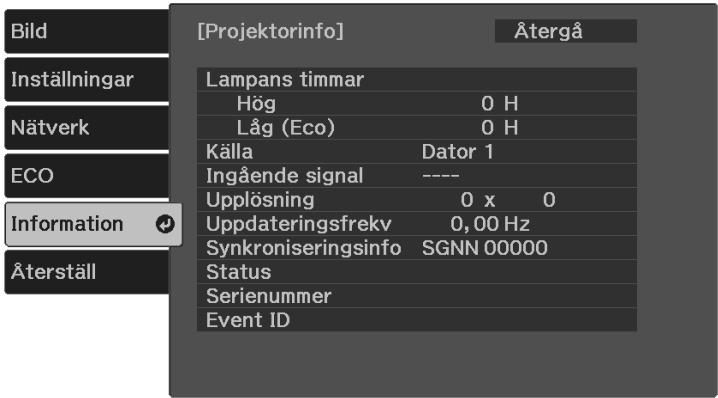 Bild
Inställningar
Nätverk
ECO
Information
Återställ
[Projektorinfo] Återgå
Lampans timmar
Hög 0 H
Låg (Eco) 0 H
Källa Dator 1
Ingående signal ----
Upplösning 0 x 0
Uppdateringsfrekv 0,00 Hz
Synkroniseringsinfo SGNN 00000
Status
Serienummer
Event ID